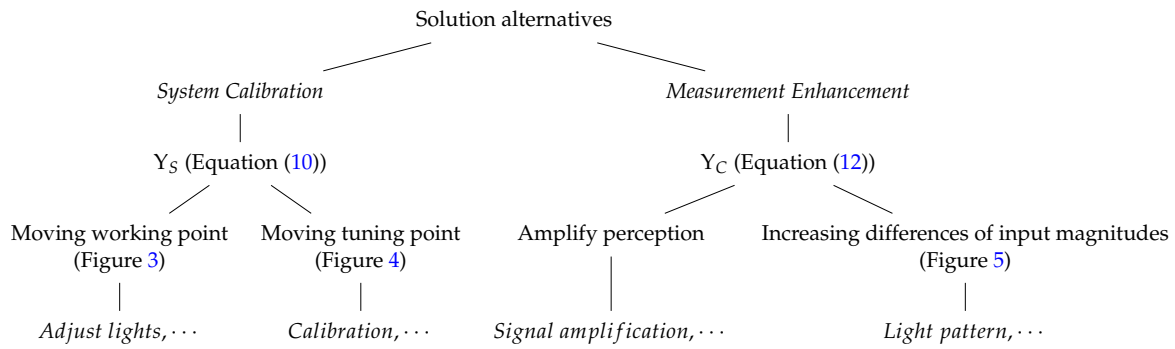 Solution alternatives
System Calibration
Measurement Enhancement
Y_S (Equation (10))
Y_C (Equation (12))
Moving working point
(Figure 3)
Moving tuning point
(Figure 4)
Amplify perception
Increasing differences of input magnitudes
(Figure 5)
Adjust lights, · · ·
Calibration, · · ·
Signal amplification, · · ·
Light pattern, · · ·